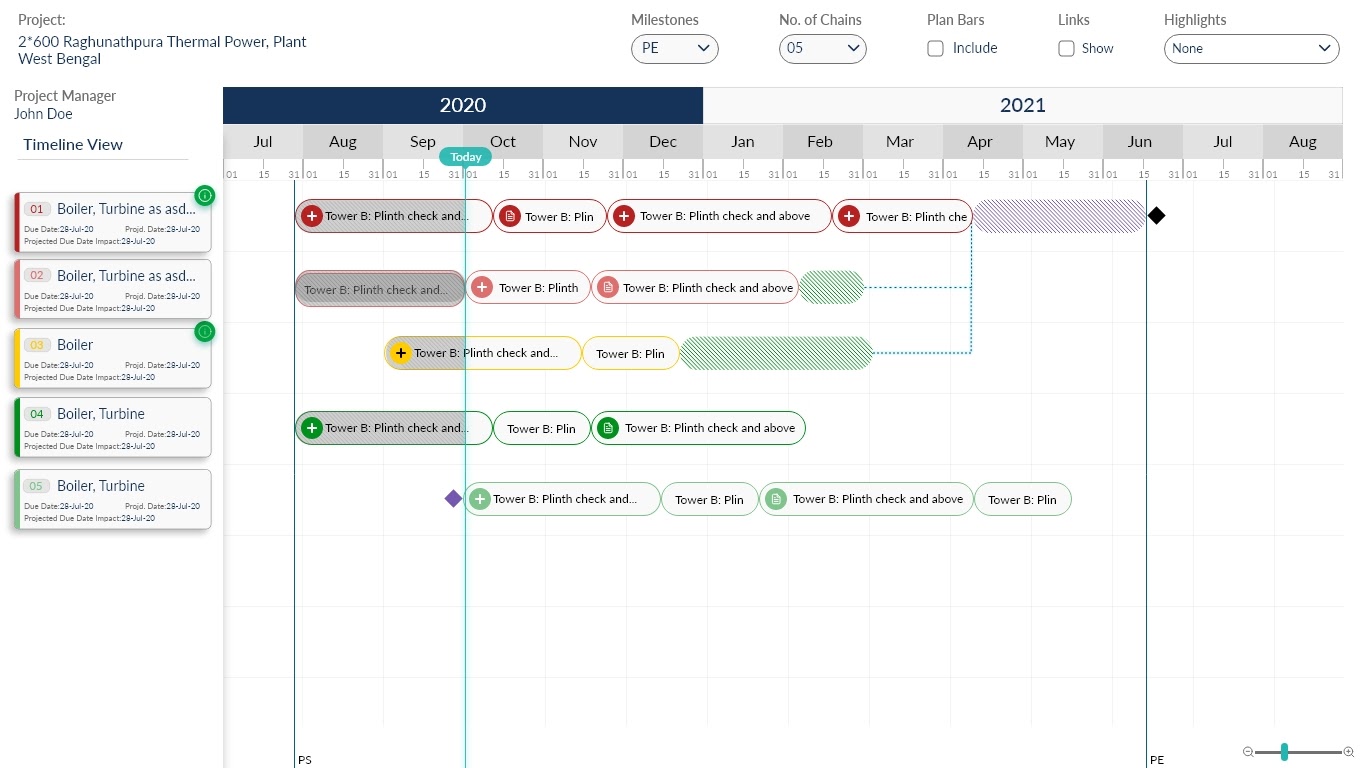 Project:
2*600 Raghunathpura Thermal Power, Plant
West Bengal
Milestones
PE
No. of Chains
05
Plan Bars
Include
Links
Show
Highlights
None
Project Manager
John Doe
Timeline View
2020
2021
Jul Aug Sep Oct Nov Dec Jan Feb Mar Apr May Jun Jul Aug
Today
01 15 31 01 15 31 01 15 31 01 15 31 01 15 31 01 15 31 01 15 31 01 15 31 01 15 31 01 15 31 01 15 31 01 15 31 01 15 31 01 15 31
01 Boiler, Turbine as asd...
Due Date:28-Jul-20 Projd. Date:28-Jul-20
Projected Due Date Impact:28-Jul-20
Tower B: Plinth check and...
Tower B: Plin
Tower B: Plinth check and above
Tower B: Plinth che
02 Boiler, Turbine as asd...
Due Date:28-Jul-20 Projd. Date:28-Jul-20
Projected Due Date Impact:28-Jul-20
Tower B: Plinth check and...
Tower B: Plinth
Tower B: Plinth check and above
03 Boiler
Due Date:28-Jul-20 Projd. Date:28-Jul-20
Projected Due Date Impact:28-Jul-20
Tower B: Plinth check and...
Tower B: Plin
04 Boiler, Turbine
Due Date:28-Jul-20 Projd. Date:28-Jul-20
Projected Due Date Impact:28-Jul-20
Tower B: Plinth check and...
Tower B: Plin
Tower B: Plinth check and above
05 Boiler, Turbine
Due Date:28-Jul-20 Projd. Date:28-Jul-20
Projected Due Date Impact:28-Jul-20
Tower B: Plinth check and...
Tower B: Plin
Tower B: Plinth check and above
Tower B: Plin
PS
PE